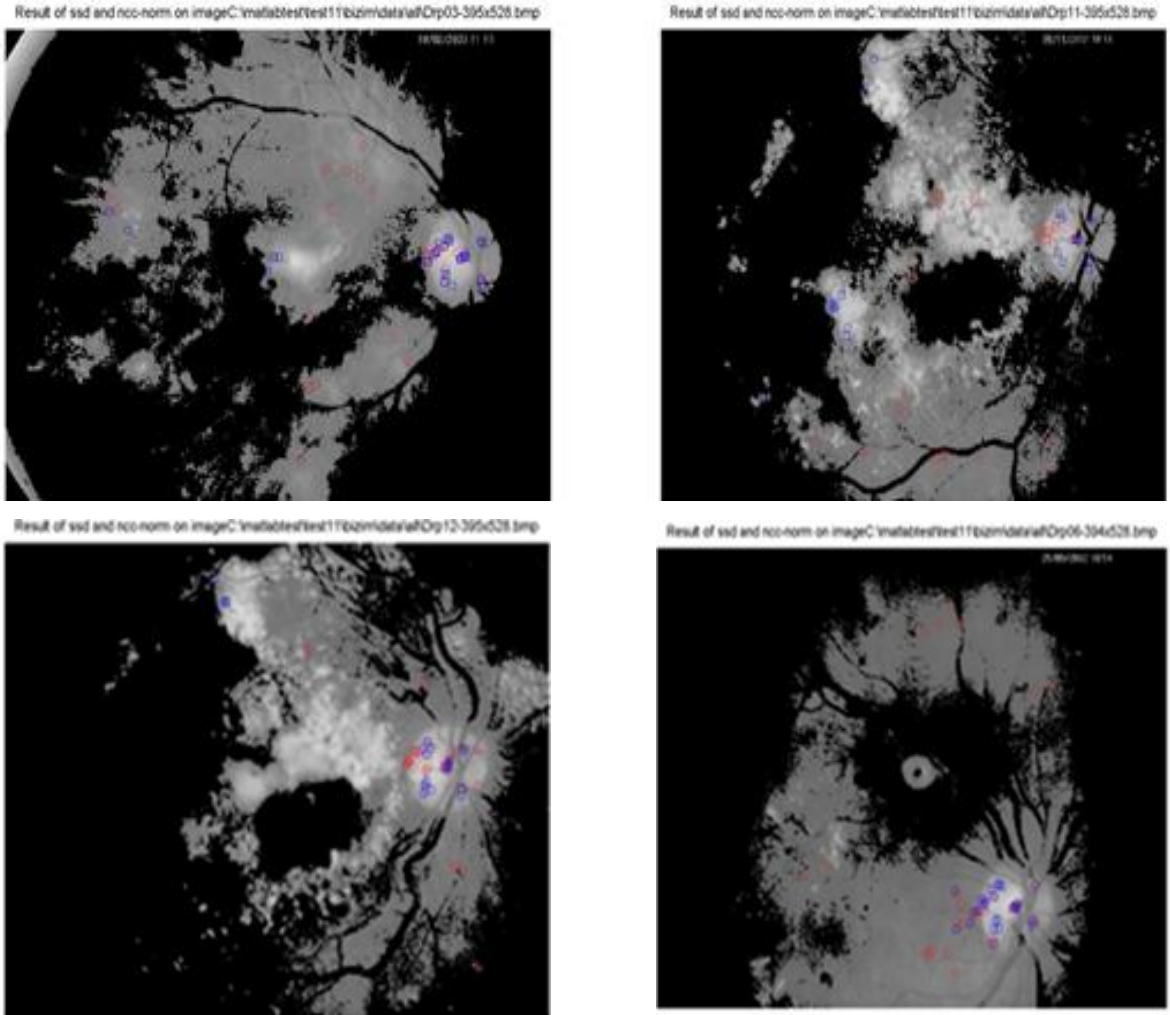 Result of ssd and ncc-norm on imageC:\matlabtest\test11\bizim\data\all\Drp03-395x528.bmp
Result of ssd and ncc-norm on imageC:\matlabtest\test11\bizim\data\all\Drp11-395x528.bmp
Result of ssd and ncc-norm on imageC:\matlabtest\test11\bizim\data\all\Drp12-395x528.bmp
Result of ssd and ncc-norm on imageC:\matlabtest\test11\bizim\data\all\Drp06-394x528.bmp